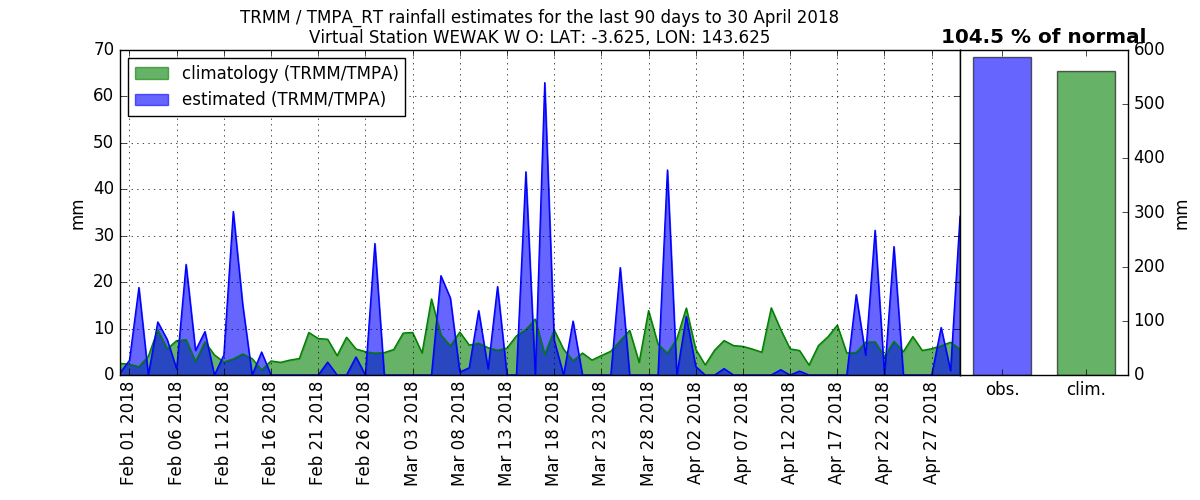 TRMM / TMPA_RT rainfall estimates for the last 90 days to 30 April 2018
Virtual Station WEWAK W O: LAT: -3.625, LON: 143.625
104.5 % of normal
climatology (TRMM/TMPA)
estimated (TRMM/TMPA)
70
60
50
40
30
20
10
0
mm
600
500
400
300
200
100
0
mm
Feb 01 2018
Feb 06 2018
Feb 11 2018
Feb 16 2018
Feb 21 2018
Feb 26 2018
Mar 03 2018
Mar 08 2018
Mar 13 2018
Mar 18 2018
Mar 23 2018
Mar 28 2018
Apr 02 2018
Apr 07 2018
Apr 12 2018
Apr 17 2018
Apr 22 2018
Apr 27 2018
obs.
clim.